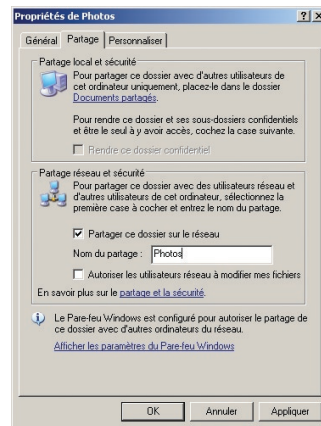 Propriétés de Photos
Général Partage Personnaliser
Partage local et sécurité
Pour partager ce dossier avec d'autres utilisateurs de
cet ordinateur uniquement, placez-le dans le dossier
Documents partagés.
Pour rendre ce dossier et ses sous-dossiers confidentiels
et être le seul à y avoir accès, cochez la case suivante.
Rendre ce dossier confidentiel
Partage réseau et sécurité
Pour partager ce dossier avec des utilisateurs réseau et
d'autres utilisateurs de cet ordinateur, sélectionnez la
première case à cocher et entrez le nom du partage.
Partager ce dossier sur le réseau
Nom du partage : Photos
Autoriser les utilisateurs réseau à modifier mes fichiers
En savoir plus sur le partage et la sécurité.
Le Pare-feu Windows est configuré pour autoriser le partage de
ce dossier avec d'autres ordinateurs du réseau.
Afficher les paramètres du Pare-feu Windows
OK Annuler Appliquer